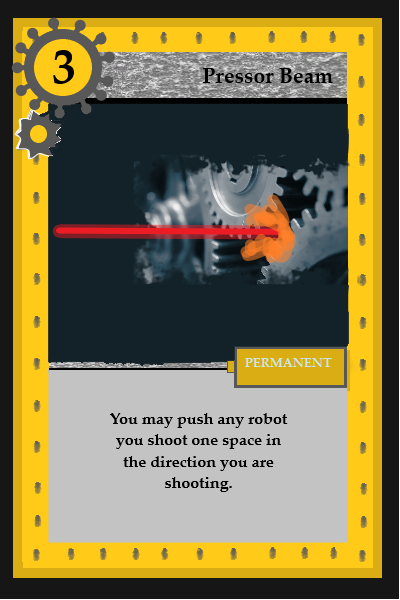 3
Pressor Beam
PERMANENT
You may push any robot
you shoot one space in
the direction you are
shooting.